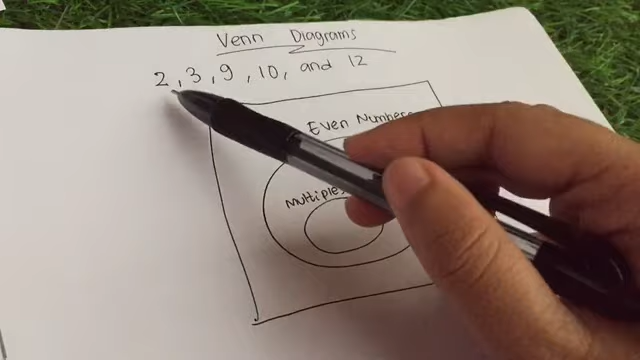 Venn Diagrams
2, 3, 9, 10, and 12
Even Numbers
Multiples